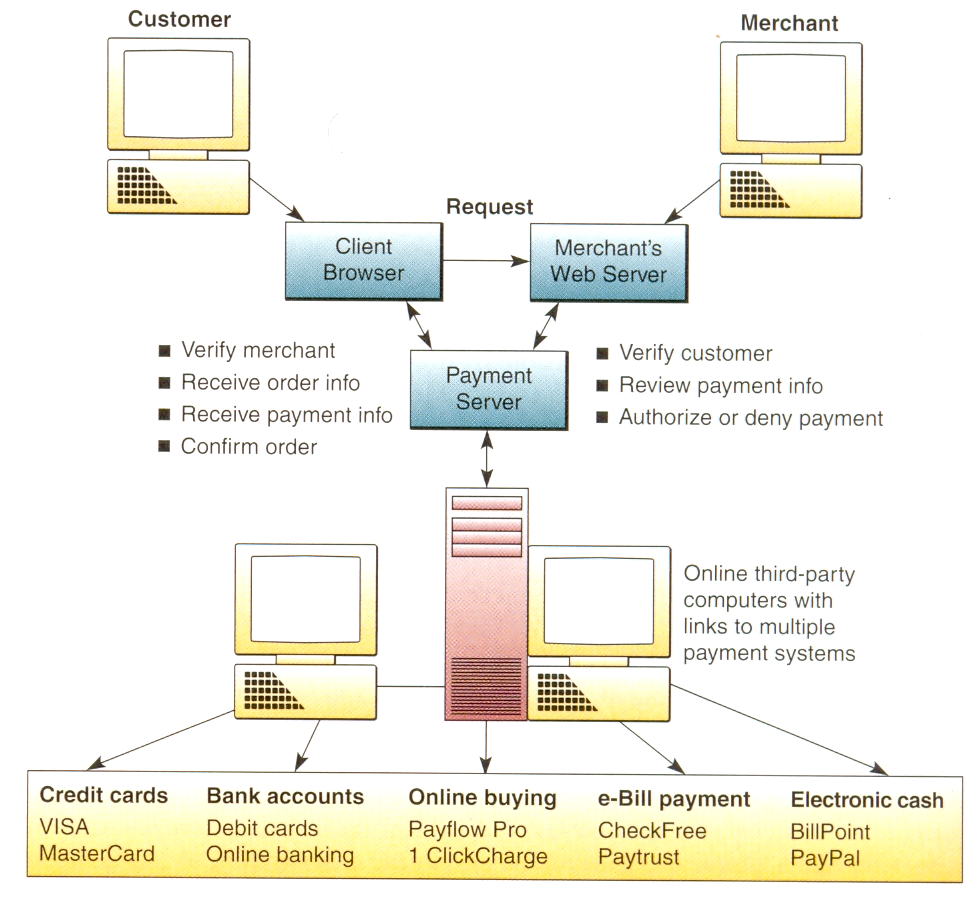 Customer
Merchant
Request
Client
Browser
Merchant's
Web Server
Payment
Server
Verify merchant
Receive order info
Receive payment info
Confirm order
Verify customer
Review payment info
Authorize or deny payment
Online third-party
computers with
links to multiple
payment systems
Credit cards
VISA
MasterCard
Bank accounts
Debit cards
Online banking
Online buying
Payflow Pro
1 ClickCharge
e-Bill payment
CheckFree
Paytrust
Electronic cash
BillPoint
PayPal